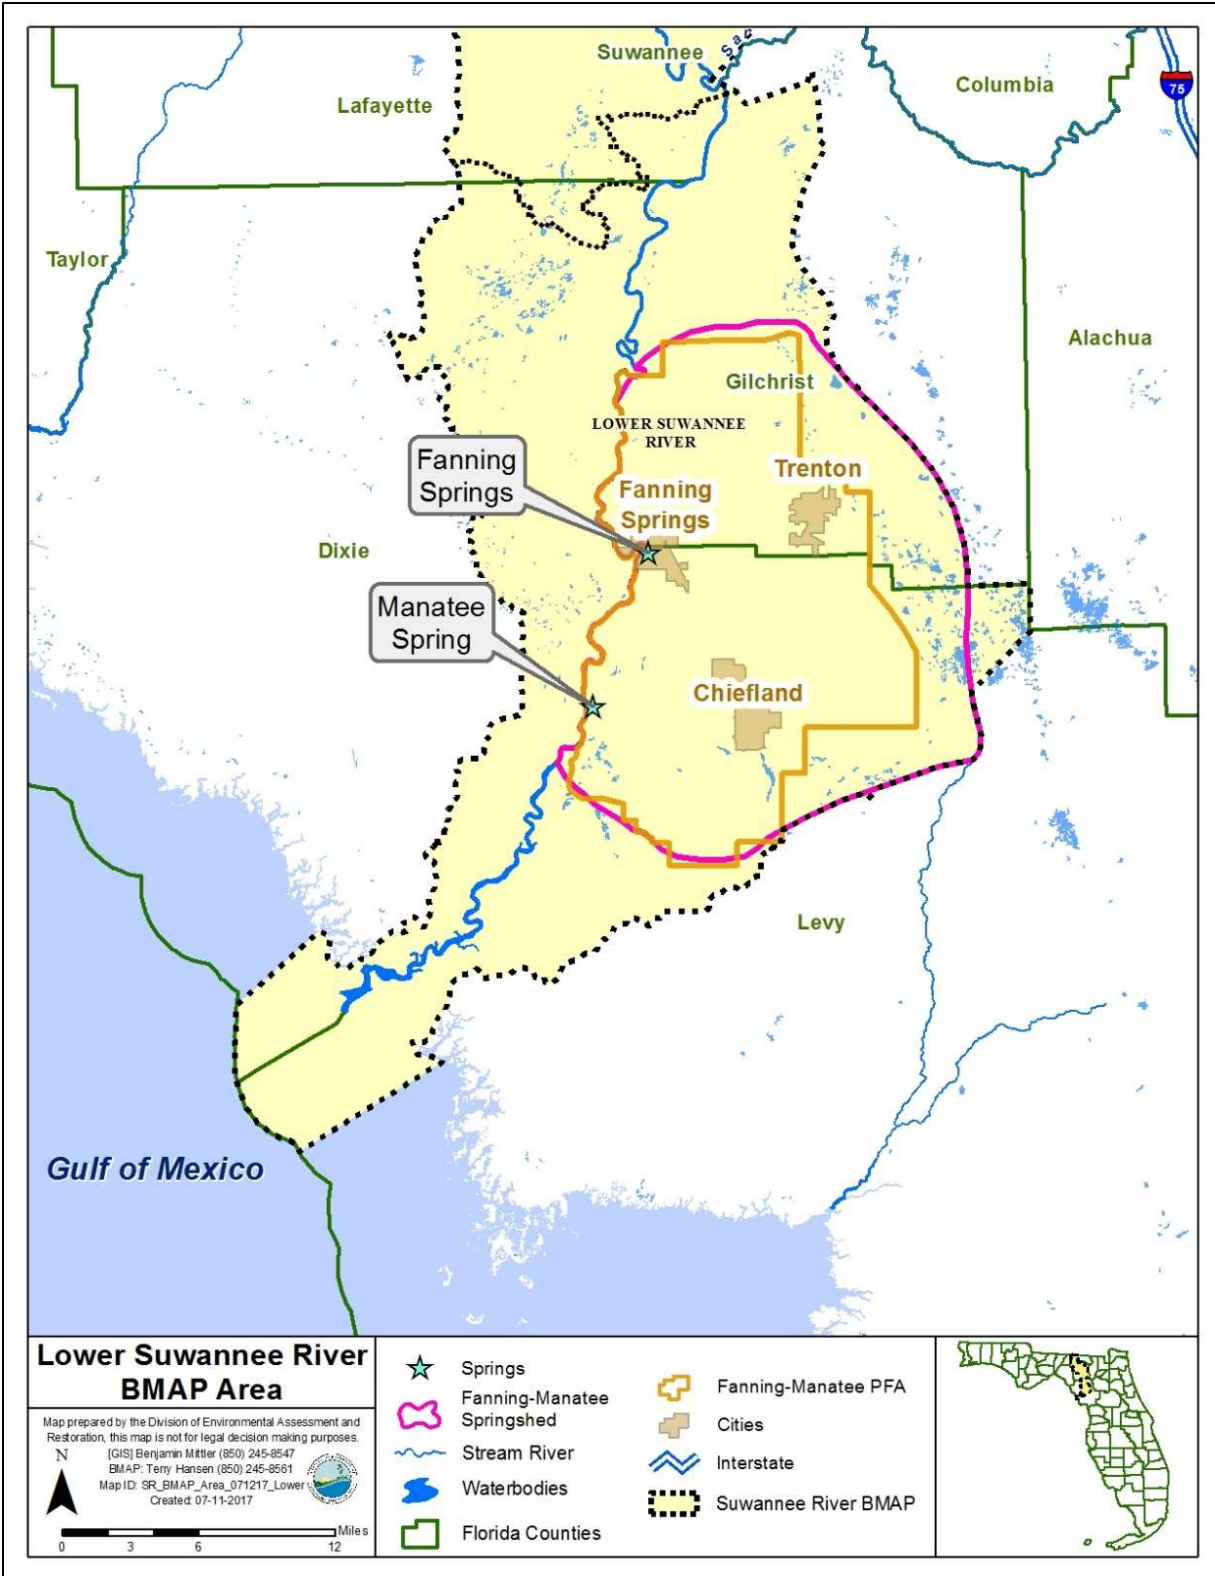 Suwannee
Lafayette
Columbia
75
Taylor
Alachua
Gilchrist
LOWER SUWANNEE
RIVER
Fanning
Springs
Trenton
Fanning
Springs
Dixie
Manatee
Spring
Chiefland
Levy
Gulf of Mexico
Lower Suwannee River
BMAP Area
Map prepared by the Division of Environmental Assessment and
Restoration, this map is not for legal decision making purposes.
N
[GIS] Benjamin Mittler (850) 245-8547
BMAP: Terry Hansen (850) 245-8561
Map ID: SR_BMAP_Area_071217_Lower
Created: 07-11-2017
Miles
0 3 6 12
Springs
Fanning-Manatee
Springshed
Stream River
Waterbodies
Florida Counties
Fanning-Manatee PFA
Cities
Interstate
Suwannee River BMAP